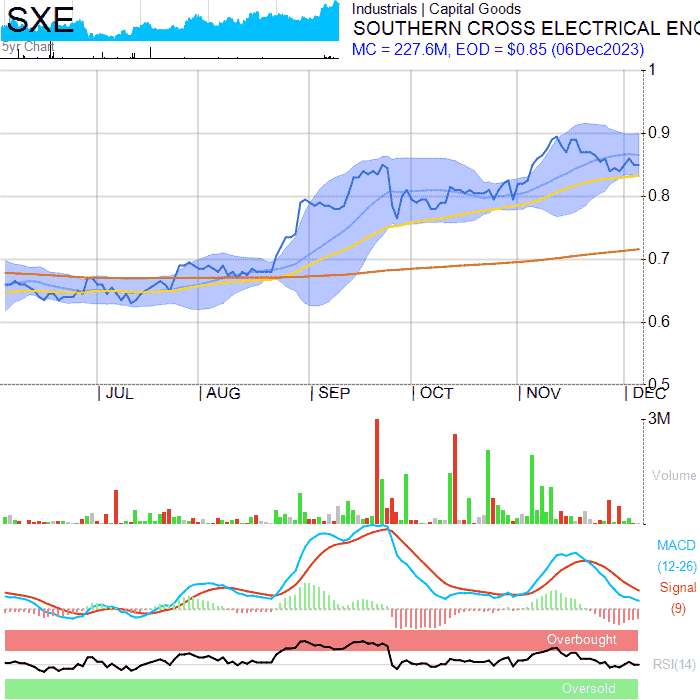 SXE
5yr Chart
Industrials | Capital Goods
SOUTHERN CROSS ELECTRICAL ENG
MC = 227.6M, EOD = $0.85 (06Dec2023)
1
0.9
0.8
0.7
0.6
0.5
| JUL | AUG | SEP | OCT | NOV | DEC
3M
Volume
MACD
(12-26)
Signal
(9)
Overbought
RSI(14)
Oversold